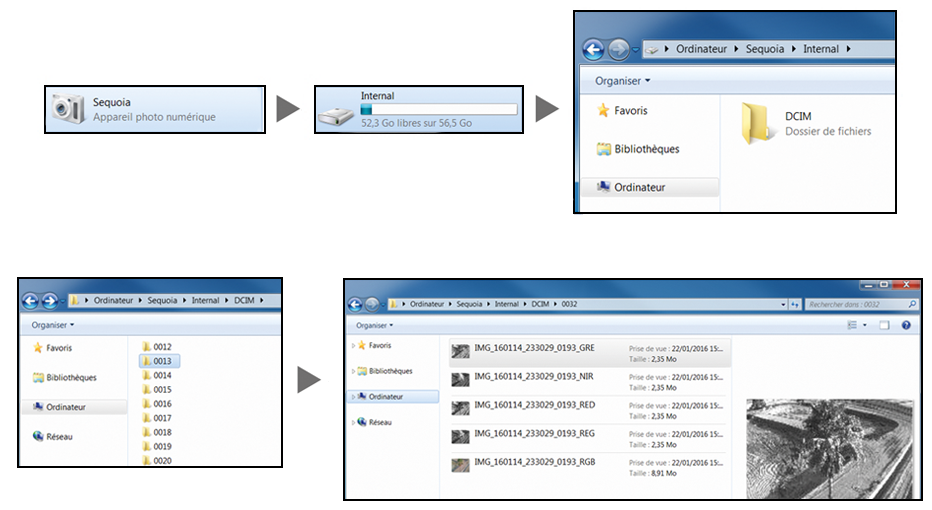 Sequoia
Appareil photo numérique
Internal
52,3 Go libres sur 56,5 Go
Ordinateur Sequoia Internal
Organiser
Favoris
Bibliothèques
Ordinateur
DCIM
Dossier de fichiers
Ordinateur Sequoia Internal DCIM
Organiser
Favoris
Bibliothèques
Ordinateur
Réseau
0012
0013
0014
0015
0016
0017
0018
0019
0020
Ordinateur Sequoia Internal DCIM 0032
Rechercher dans : 0032
Organiser
Favoris
Bibliothèques
Ordinateur
Réseau
IMG_160114_233029_0193_GRE
Prise de vue : 22/01/2016 15:...
Taille : 2,35 Mo
IMG_160114_233029_0193_NIR
Prise de vue : 22/01/2016 15:...
Taille : 2,35 Mo
IMG_160114_233029_0193_RED
Prise de vue : 22/01/2016 15:...
Taille : 2,35 Mo
IMG_160114_233029_0193_REG
Prise de vue : 22/01/2016 15:...
Taille : 2,35 Mo
IMG_160114_233029_0193_RGB
Prise de vue : 22/01/2016 15:...
Taille : 8,91 Mo